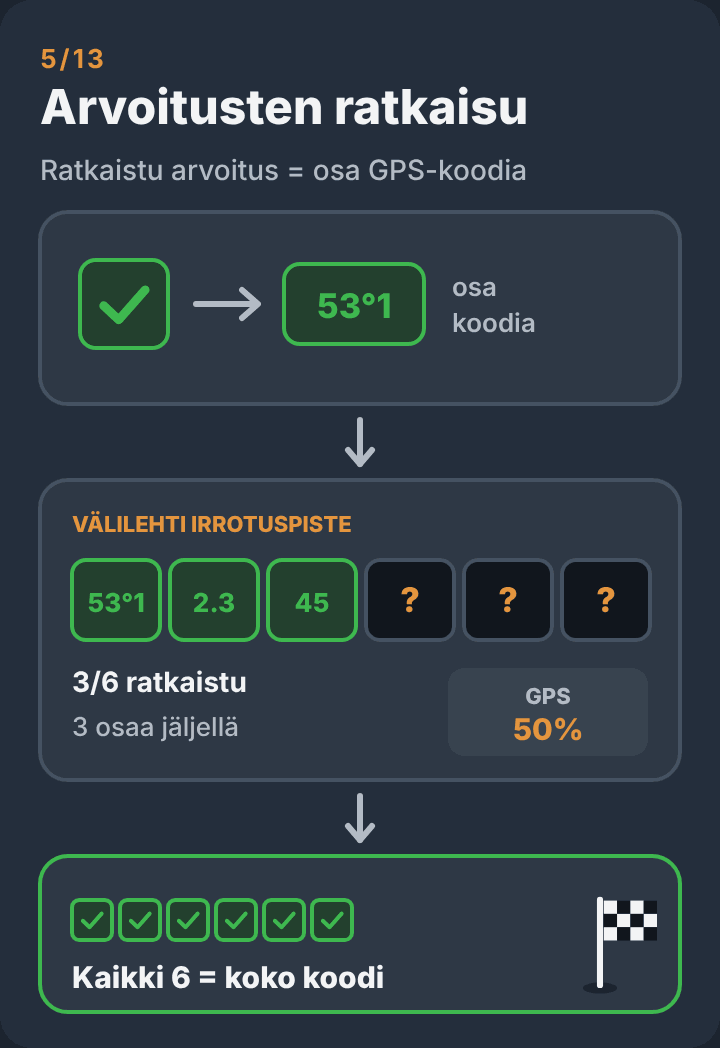 5/13
Arvoitusten ratkaisu
Ratkaistu arvoitus = osa GPS-koodia
53°1
osa
koodia
VÄLILEHTI IRROTUSPISTE
53°1 2.3 45 ? ? ?
3/6 ratkaistu
3 osaa jäljellä
GPS
50%
Kaikki 6 = koko koodi